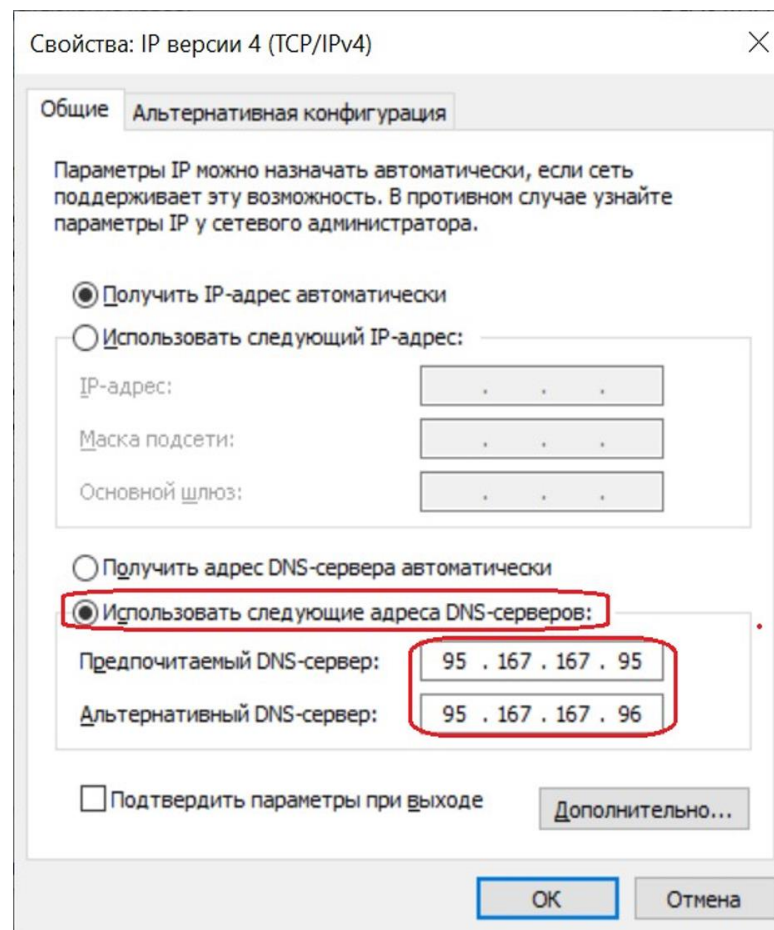 Свойства: IP версии 4 (TCP/IPv4)
Общие
Альтернативная конфигурация
Параметры IP можно назначать автоматически, если сеть
поддерживает эту возможность. В противном случае узнайте
параметры IP у сетевого администратора.
Получить IP-адрес автоматически
Использовать следующий IP-адрес:
IP-адрес:
Маска подсети:
Основной шлюз:
Получить адрес DNS-сервера автоматически
Использовать следующие адреса DNS-серверов:
Предпочитаемый DNS-сервер: 95 . 167 . 167 . 95
Альтернативный DNS-сервер: 95 . 167 . 167 . 96
Подтвердить параметры при выходе
Дополнительно...
ОК
Отмена